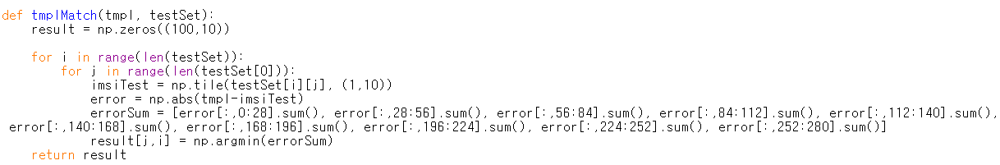 def tmplMatch(tmpl, testSet):
    result = np.zeros((100,10))

    for i in range(len(testSet)):
        for j in range(len(testSet[0])):
            imsiTest = np.tile(testSet[i][j], (1,10))
            error = np.abs(tmpl-imsiTest)
            errorSum = [error[:,0:28].sum(), error[:,28:56].sum(), error[:,56:84].sum(), error[:,84:112].sum(), error[:,112:140].sum(),
 error[:,140:168].sum(), error[:,168:196].sum(), error[:,196:224].sum(), error[:,224:252].sum(), error[:,252:280].sum()]
            result[j,i] = np.argmin(errorSum)
    return result